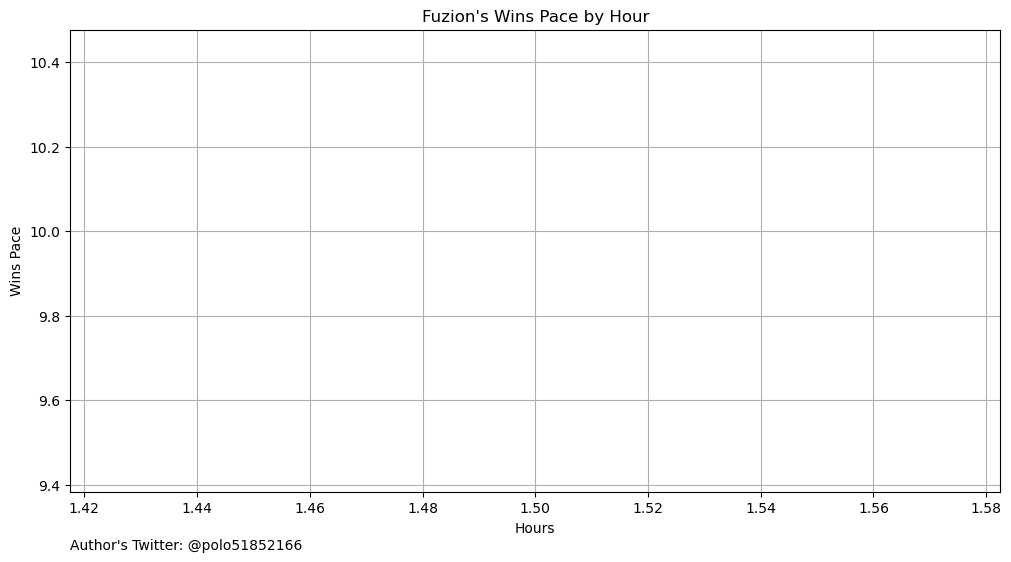 Fuzion's Wins Pace by Hour
10.4
10.2
10.0
9.8
9.6
9.4
Wins Pace
1.42 1.44 1.46 1.48 1.50 1.52 1.54 1.56 1.58
Hours
Author's Twitter: @polo51852166